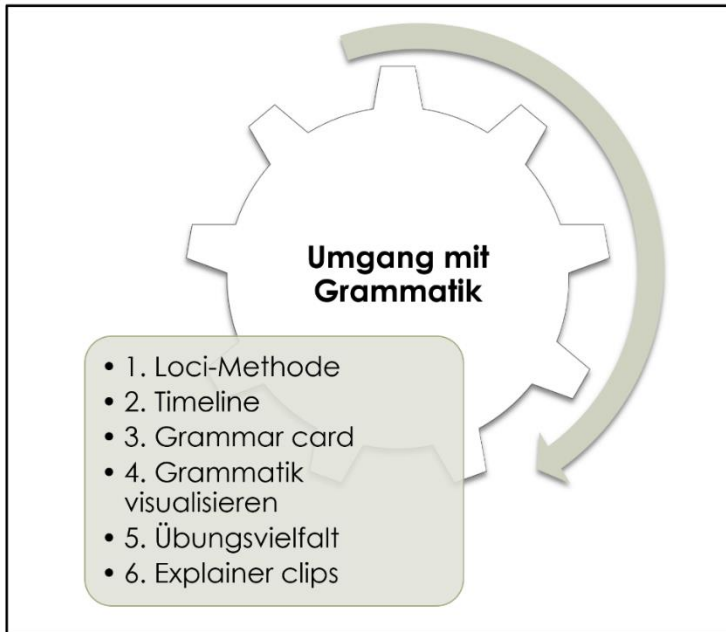 Umgang mit
Grammatik
• 1. Loci-Methode
• 2. Timeline
• 3. Grammar card
• 4. Grammatik
visualisieren
• 5. Übungsvielfalt
• 6. Explainer clips